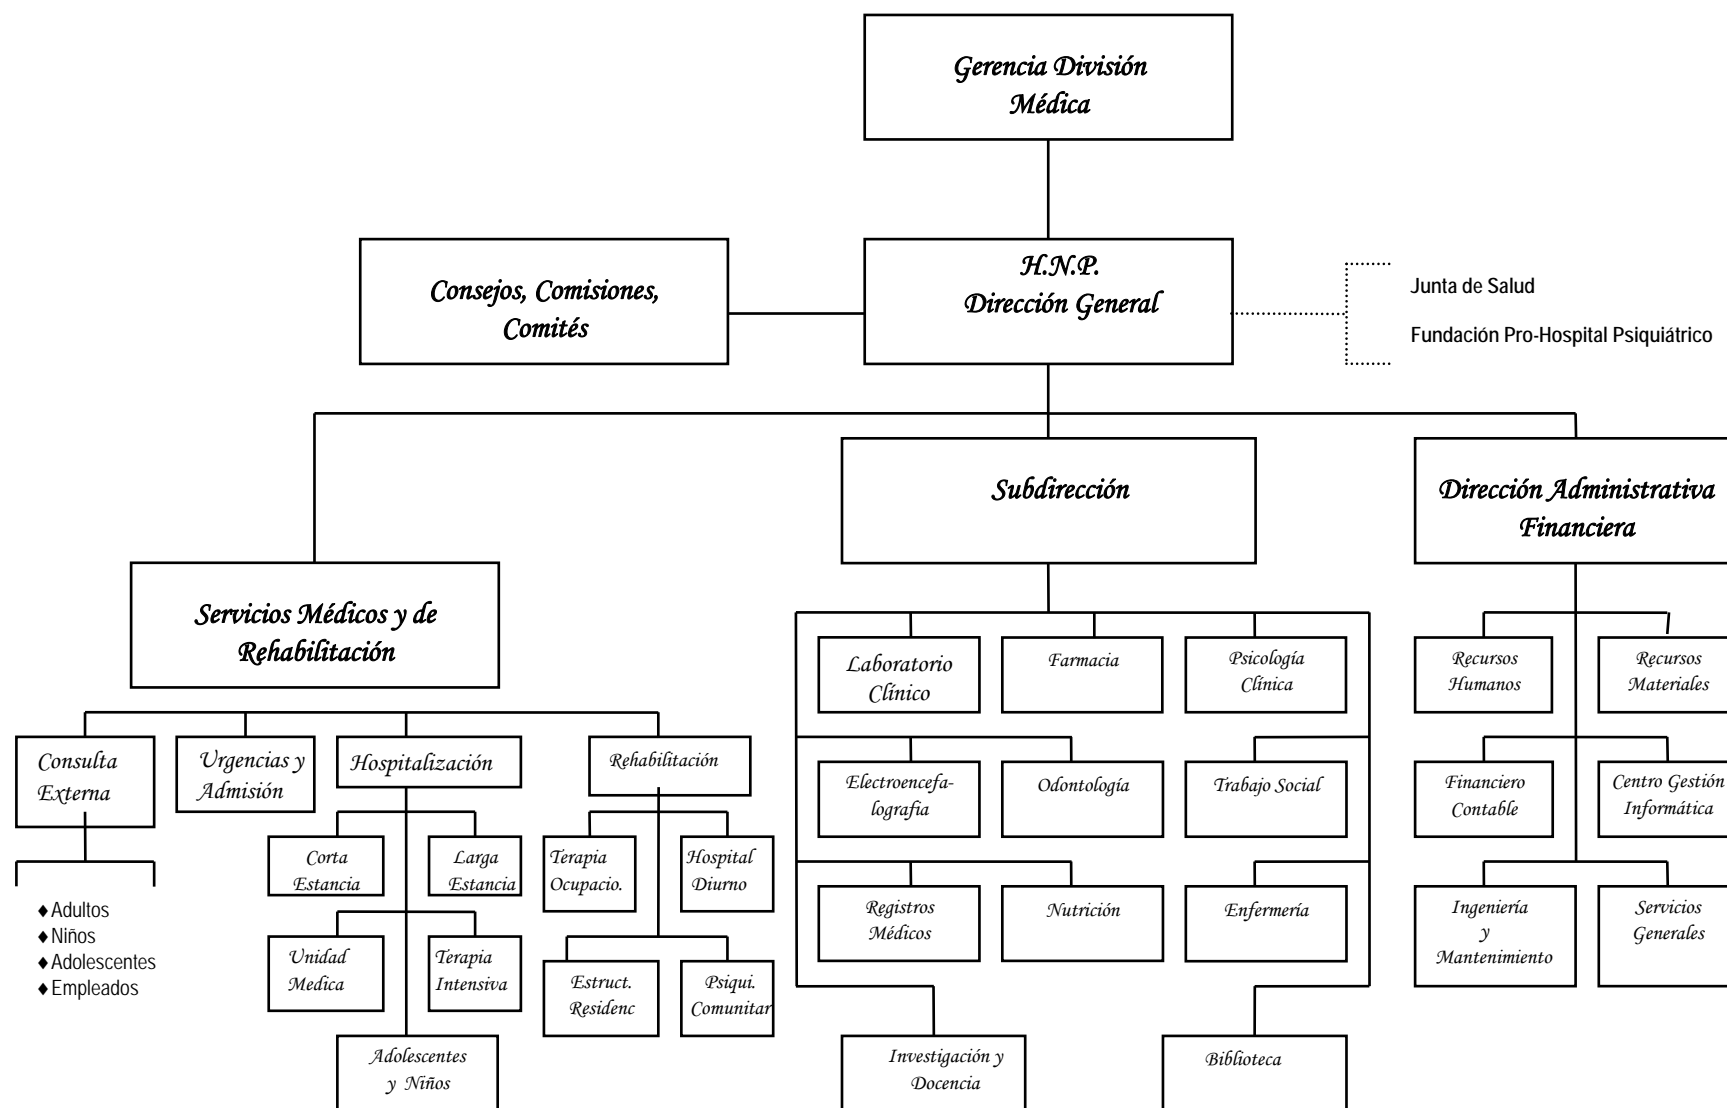 Gerencia División
Médica
Consejos, Comisiones,
Comités
H.N.P.
Dirección General
Junta de Salud
Fundación Pro-Hospital Psiquiátrico
Servicios Médicos y de
Rehabilitación
Subdirección
Dirección Administrativa
Financiera
Consulta
Externa
Urgencias y
Admisión
Hospitalización
Rehabilitación
♦Adultos
♦Niños
♦Adolescentes
♦Empleados
Corta
Estancia
Larga
Estancia
Unidad
Medica
Terapia
Intensiva
Adolescentes
y Niños
Terapia
Ocupacio.
Hospital
Diurno
Estruct.
Residenc
Psiqui.
Comunitar
Laboratorio
Clínico
Farmacia
Psicología
Clínica
Electroencefa-
lografía
Odontología
Trabajo Social
Registros
Médicos
Nutrición
Enfermería
Investigación y
Docencia
Biblioteca
Recursos
Humanos
Recursos
Materiales
Financiero
Contable
Centro Gestión
Informática
Ingeniería
y
Mantenimiento
Servicios
Generales